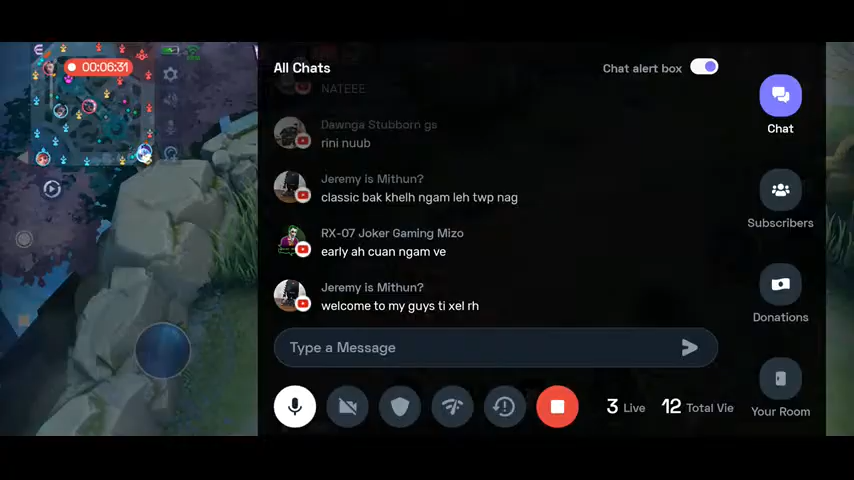 00:06:31
All Chats
Chat alert box
NATEEE
Dawnga Stubborn gs
rini nuub
Jeremy is Mithun?
classic bak khelh ngam leh twp nag
RX-07 Joker Gaming Mizo
early ah cuan ngam ve
Jeremy is Mithun?
welcome to my guys ti xel rh
Type a Message
3 Live
12 Total Vie
Chat
Subscribers
Donations
Your Room